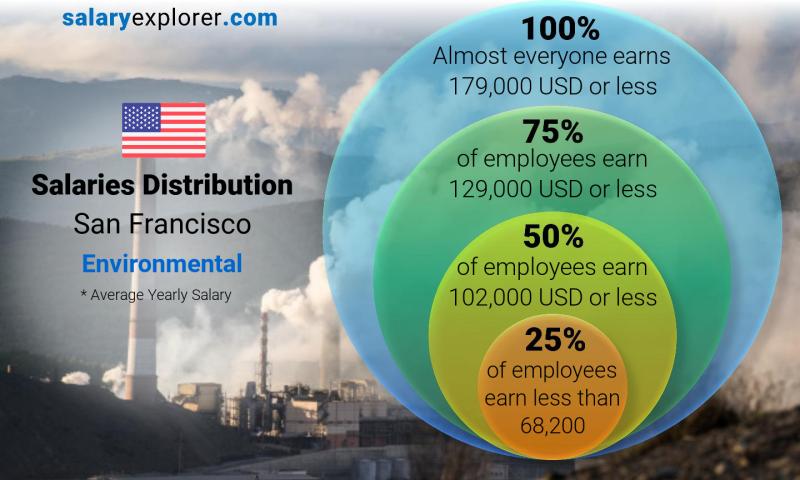 salaryexplorer.com
Salaries Distribution
San Francisco
Environmental
* Average Yearly Salary
100%
Almost everyone earns
179,000 USD or less
75%
of employees earn
129,000 USD or less
50%
of employees earn
102,000 USD or less
25%
of employees
earn less than
68,200